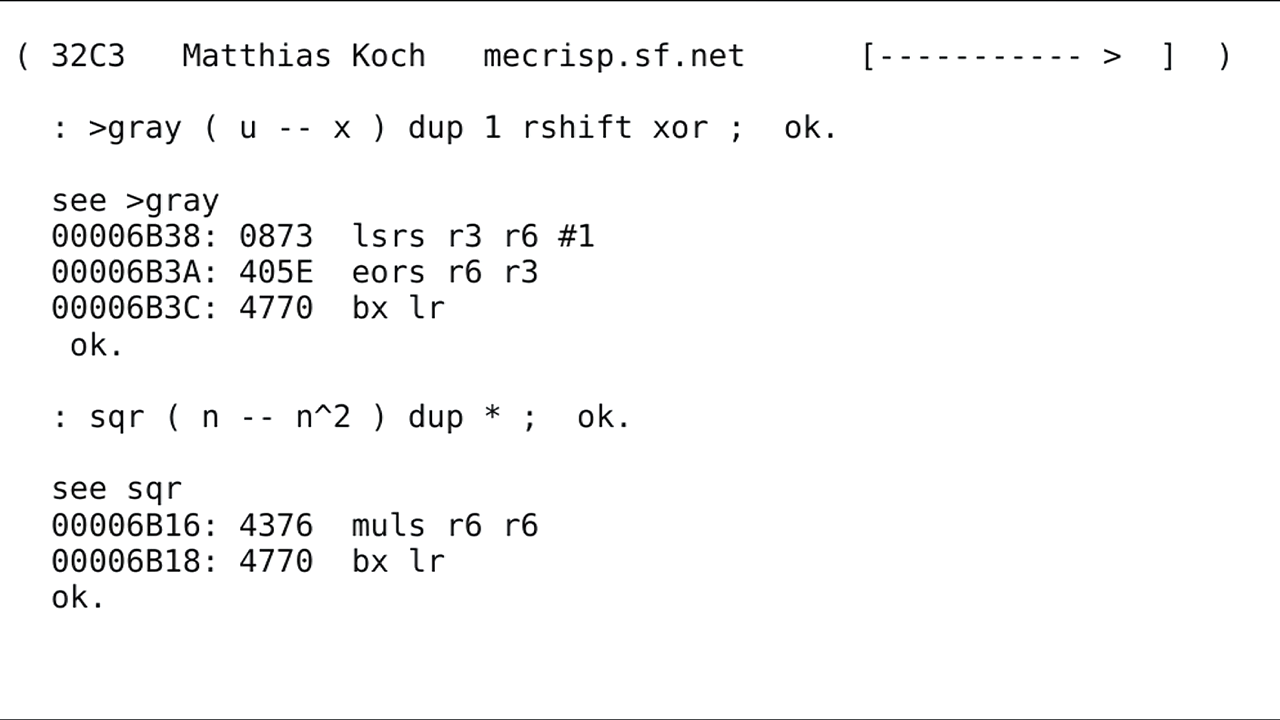 ( 32C3   Matthias Koch   mecrisp.sf.net      [----------- >  ]  )
: >gray ( u -- x ) dup 1 rshift xor ;  ok.
see >gray
00006B38: 0873  lsrs r3 r6 #1
00006B3A: 405E  eors r6 r3
00006B3C: 4770  bx lr
ok.
: sqr ( n -- n^2 ) dup * ;  ok.
see sqr
00006B16: 4376  muls r6 r6
00006B18: 4770  bx lr
ok.